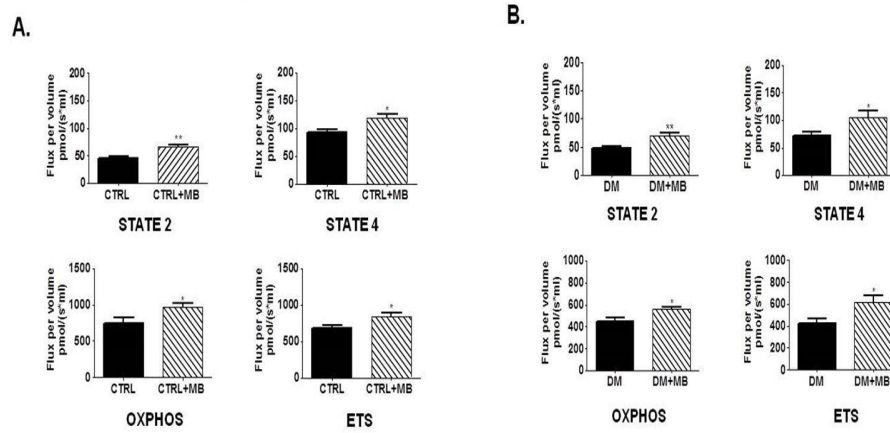 A.
Flux per volume
pmol/(s*ml)
200
150
100
50
0
**
CTRL
CTRL+MB
STATE 2
Flux per volume
pmol/(s*ml)
200
150
100
50
0
*
CTRL
CTRL+MB
STATE 4
Flux per volume
pmol/(s*ml)
1500
1000
500
0
*
CTRL
CTRL+MB
OXPHOS
Flux per volume
pmol/(s*ml)
1500
1000
500
0
*
CTRL
CTRL+MB
ETS
B.
Flux per volume
pmol/(s*ml)
200
150
100
50
0
**
DM
DM+MB
STATE 2
Flux per volume
pmol/(s*ml)
200
150
100
50
0
*
DM
DM+MB
STATE 4
Flux per volume
pmol/(s*ml)
1000
800
600
400
200
0
*
DM
DM+MB
OXPHOS
Flux per volume
pmol/(s*ml)
1000
800
600
400
200
0
*
DM
DM+MB
ETS